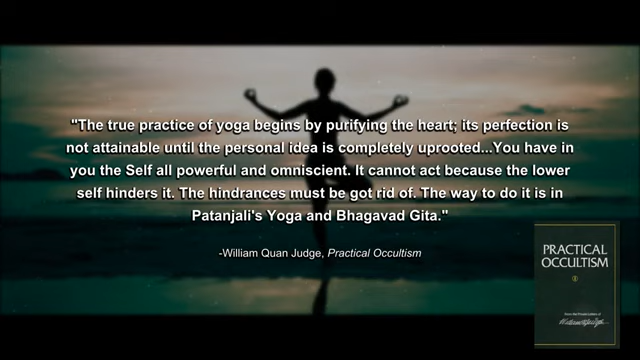 "The true practice of yoga begins by purifying the heart; its perfection is
not attainable until the personal idea is completely uprooted...You have in
you the Self all powerful and omniscient. It cannot act because the lower
self hinders it. The hindrances must be got rid of. The way to do it is in
Patanjali's Yoga and Bhagavad Gita."
-William Quan Judge, Practical Occultism
PRACTICAL
OCCULTISM